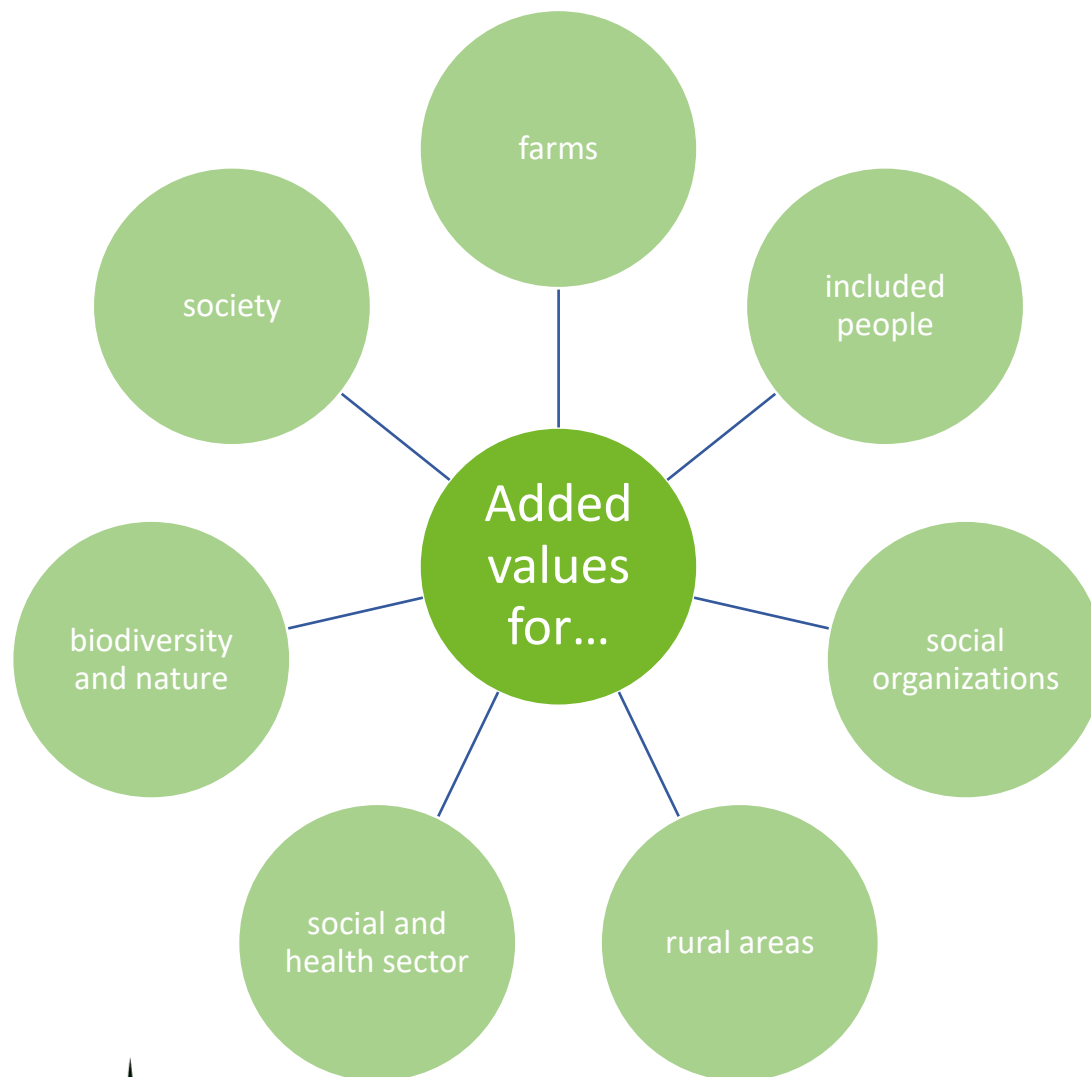 farms
included
people
society
Added
values
for...
social
organizations
biodiversity
and nature
rural areas
social and
health sector